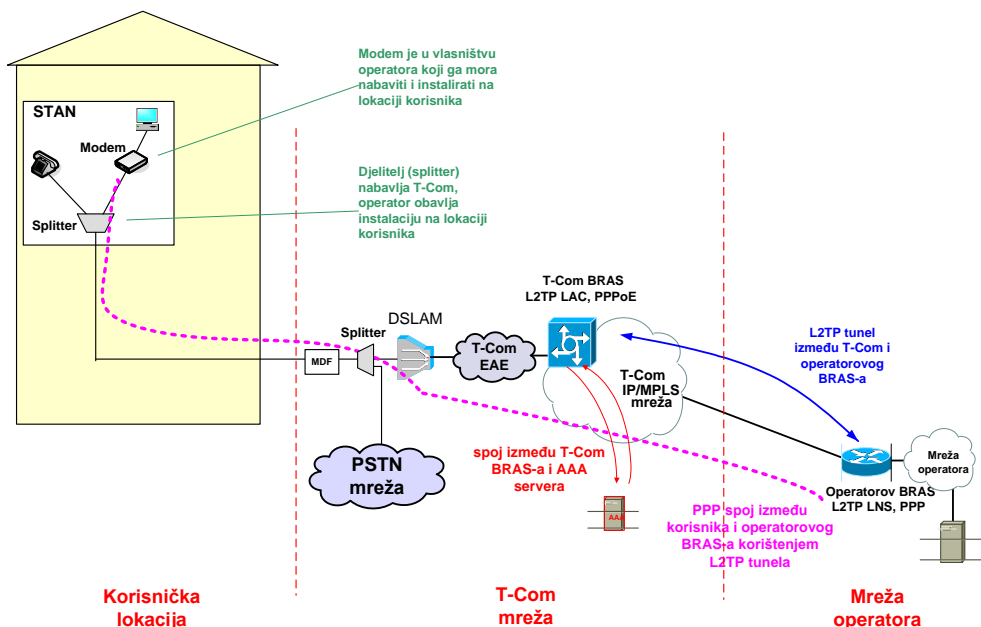 Modem je u vlasništvu
operatora koji ga mora
nabaviti i instalirati na
lokaciji korisnika
STAN
Modem
Djelitelj (splitter)
nabavlja T-Com,
operator obavlja
instalaciju na lokaciji
korisnika
Splitter
T-Com BRAS
L2TP LAC, PPPoE
DSLAM
Splitter
MDF
T-Com
EAE
T-Com
IP/MPLS
mreža
L2TP tunel
između T-Com i
operatorovog
BRAS-a
PSTN
mreža
spoj između T-Com
BRAS-a i AAA
servera
AAA
Mreža
operatora
Operatorov BRAS
L2TP LNS, PPP
PPP spoj između
korisnika i operatorovog
BRAS-a korištenjem
L2TP tunela
Korisnička
lokacija
T-Com
mreža
Mreža
operatora